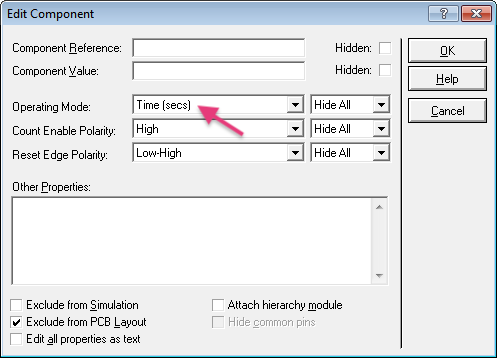 Edit Component
Component Reference:
Hidden:
OK
Component Value:
Hidden:
Help
Operating Mode: Time (secs) Hide All
Cancel
Count Enable Polarity: High Hide All
Reset Edge Polarity: Low-High Hide All
Other Properties:
Exclude from Simulation
Attach hierarchy module
Exclude from PCB Layout
Hide common pins
Edit all properties as text